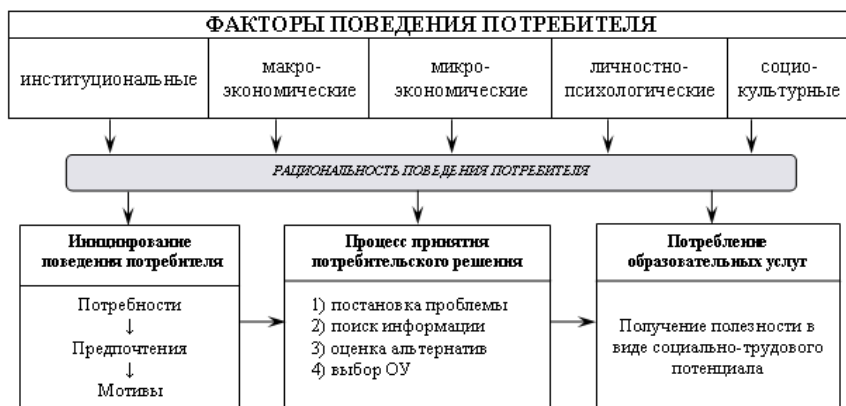 ФАКТОРЫ ПОВЕДЕНИЯ ПОТРЕБИТЕЛЯ
институциональные
макро-
экономические
микро-
экономические
личностно-
психологические
социо-
культурные
РАЦИОНАЛЬНОСТЬ ПОВЕДЕНИЯ ПОТРЕБИТЕЛЯ
Инициирование
поведения потребителя
Потребности
↓
Предпочтения
↓
Мотивы
Процесс принятия
потребительского решения
1) постановка проблемы
2) поиск информации
3) оценка альтернатив
4) выбор ОУ
Потребление
образовательных услуг
Получение полезности в
виде социально-трудового
потенциала